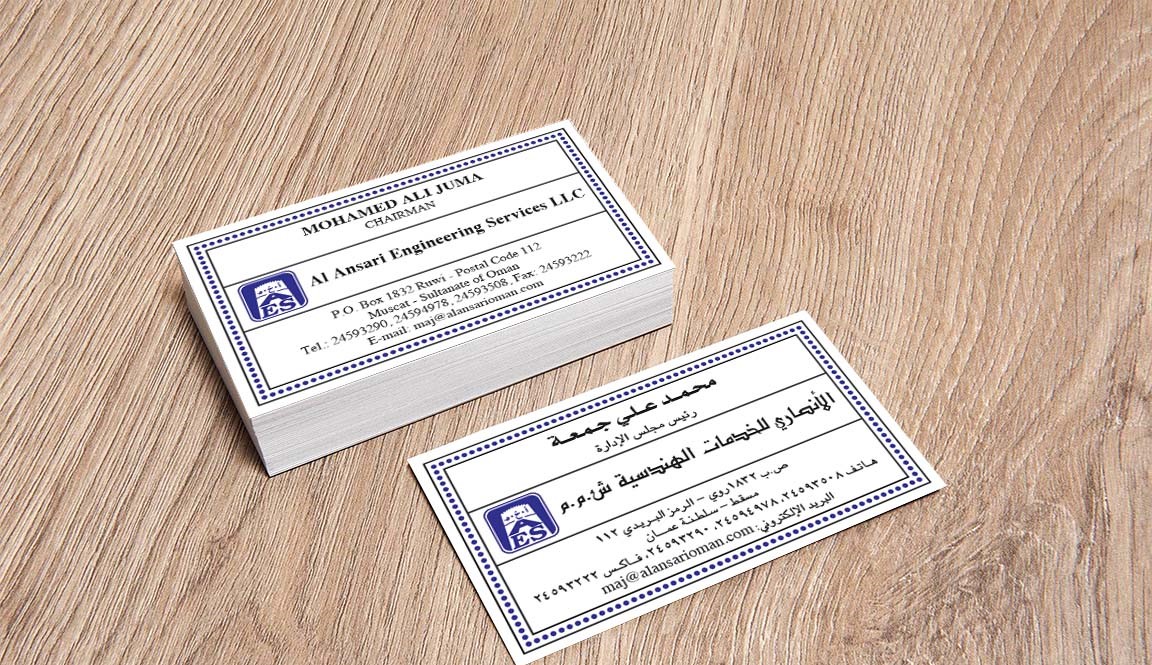 MOHAMED ALI JUMA
CHAIRMAN
Al Ansari Engineering Services LLC
ES
P.O. Box 1832 Ruwi - Postal Code 112
Muscat - Sultanate of Oman
Tel.: 24593290, 24594978, 24593508, Fax: 24593222
E-mail: maj@alansarioman.com
محمد علي جمعة
رئيس مجلس الإدارة
الأنصاري للخدمات الهندسية ش.م.م
ES
ص.ب ١٨٣٢ روي - الرمز البريدي ١١٢
مسقط - سلطنة عمان
هاتف ٢٤٥٩٣٥٠٨، ٢٤٥٩٤٩٧٨، ٢٤٥٩٣٢٩٠، فاكس ٢٤٥٩٣٢٢٢
البريد الإلكتروني: maj@alansarioman.com